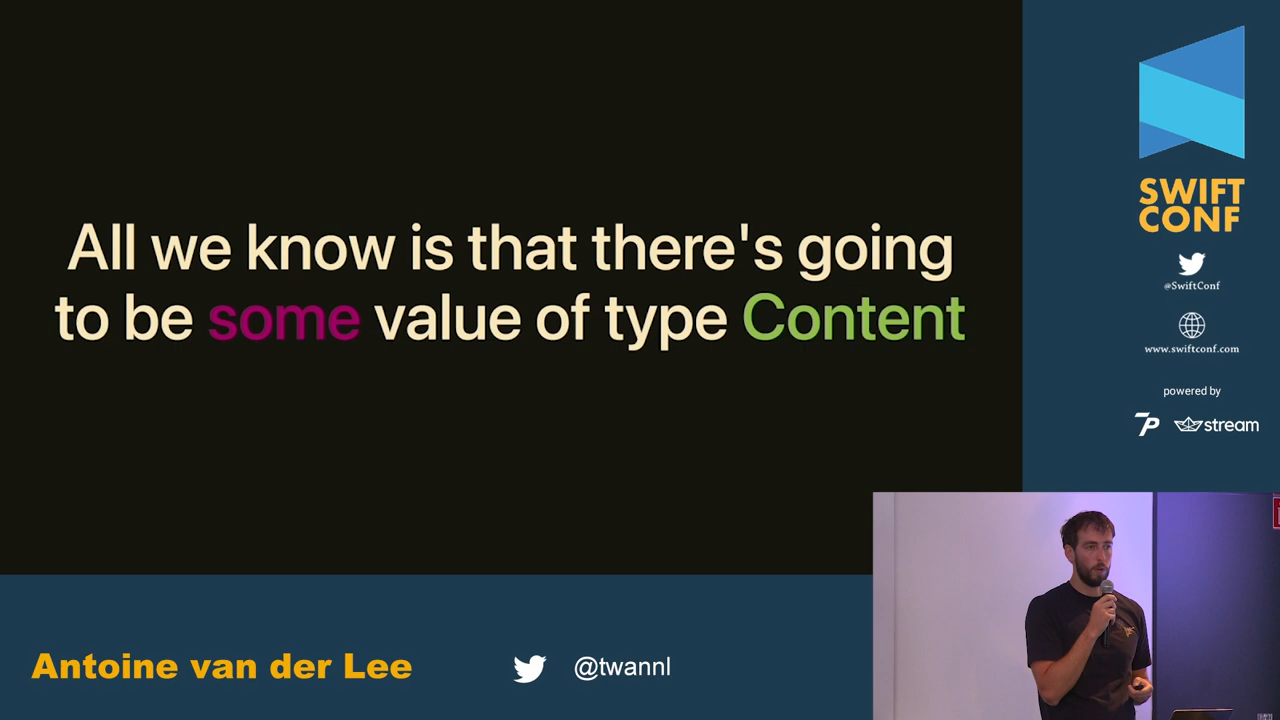 All we know is that there's going
to be some value of type Content
SWIFT
CONF
@SwiftConf
www.swiftconf.com
powered by
7P stream
Antoine van der Lee
@twannl